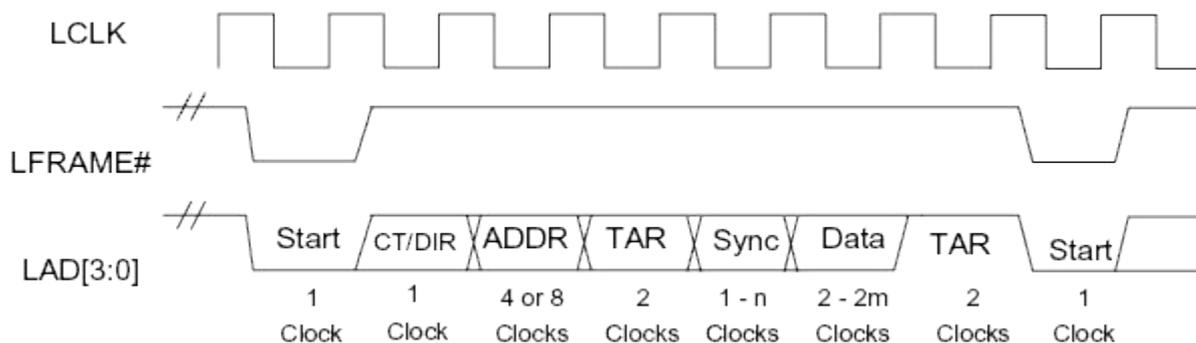 LCLK
LFRAME#
LAD[3:0]
Start CT/DIR ADDR TAR Sync Data TAR Start
1 1 4 or 8 2 1 - n 2 - 2m 2 1
Clock Clock Clocks Clocks Clocks Clocks Clocks Clock